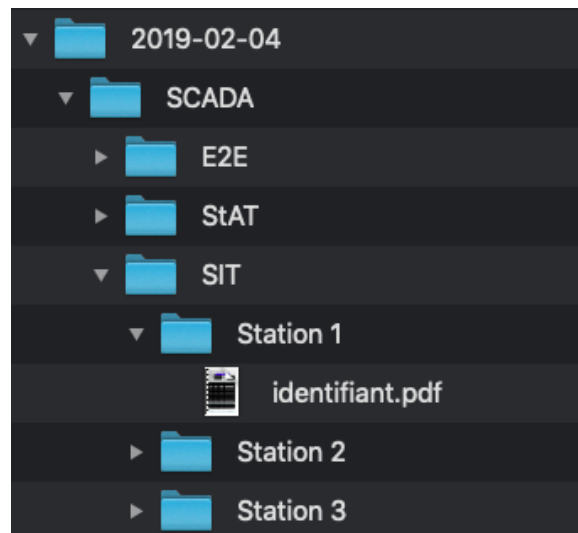 2019-02-04
SCADA
E2E
StAT
SIT
Station 1
identifiant.pdf
Station 2
Station 3